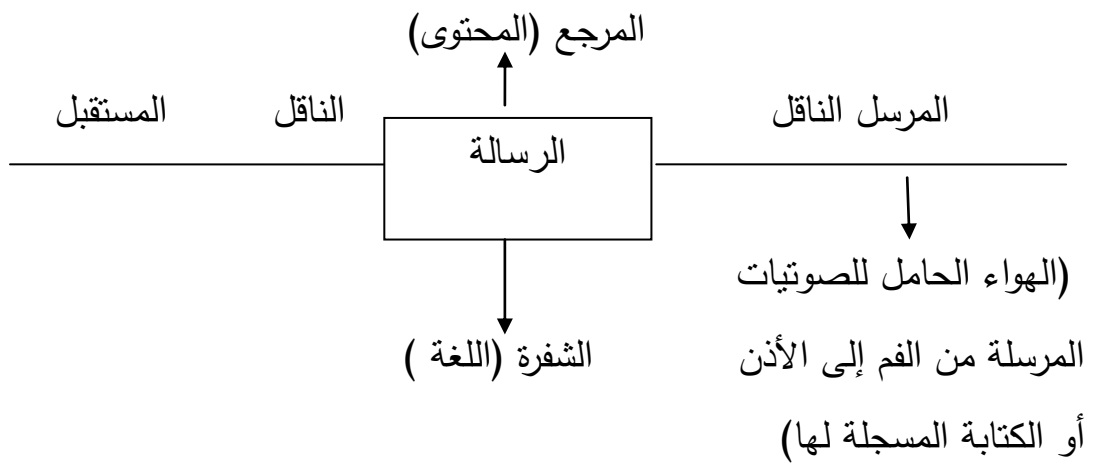 المرجع (المحتوى)
المرسل الناقل
الناقل
المستقبل
الرسالة
(الهواء الحامل للصوتيات
المرسلة من الفم إلى الأذن
أو الكتابة المسجلة لها)
الشفرة (اللغة )